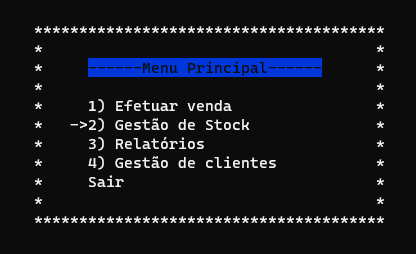 ***************************************
*                                     *
*     ------Menu Principal------      *
*                                     *
*     1) Efetuar venda                *
*   ->2) Gestão de Stock              *
*     3) Relatórios                   *
*     4) Gestão de clientes           *
*     Sair                            *
*                                     *
***************************************